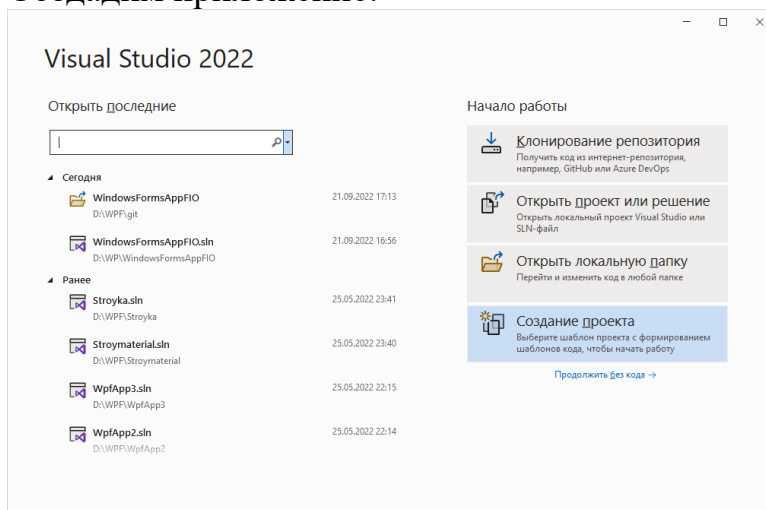 Создадим приложение.
Visual Studio 2022
Открыть последние
Сегодня
WindowsFormsAppFIO
21.09.2022 17:13
D:\WPF\git
WindowsFormsAppFIO.sln
21.09.2022 16:56
D:\WP\WindowsFormsAppFIO
Ранее
Stroyka.sln
25.05.2022 23:41
D:\WPF\Stroyka
Stroymaterial.sln
25.05.2022 23:40
D:\WPF\Stroymaterial
WpfApp3.sln
25.05.2022 22:15
D:\WPF\WpfApp3
WpfApp2.sln
25.05.2022 22:14
D:\WPF\WpfApp2
Начало работы
Клонирование репозитория
Получить код из интернет-репозитория,
например, GitHub или Azure DevOps
Открыть проект или решение
Открыть локальный проект Visual Studio или
SLN-файл
Открыть локальную папку
Перейти и изменить код в любой папке
Создание проекта
Выберите шаблон проекта с формированием
шаблонов кода, чтобы начать работу
Продолжить без кода →